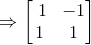 ⇒ [ 1 −1
1 1 ]